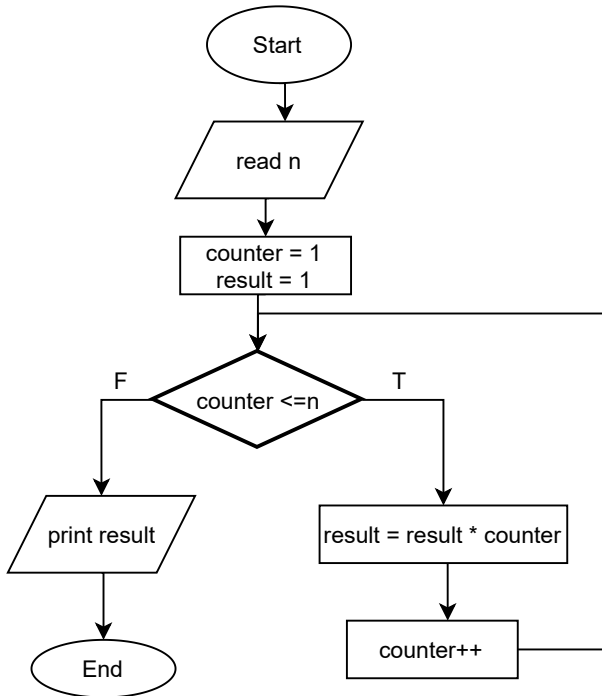 Start
read n
counter = 1
result = 1
F
T
counter <=n
print result
result = result * counter
counter++
End